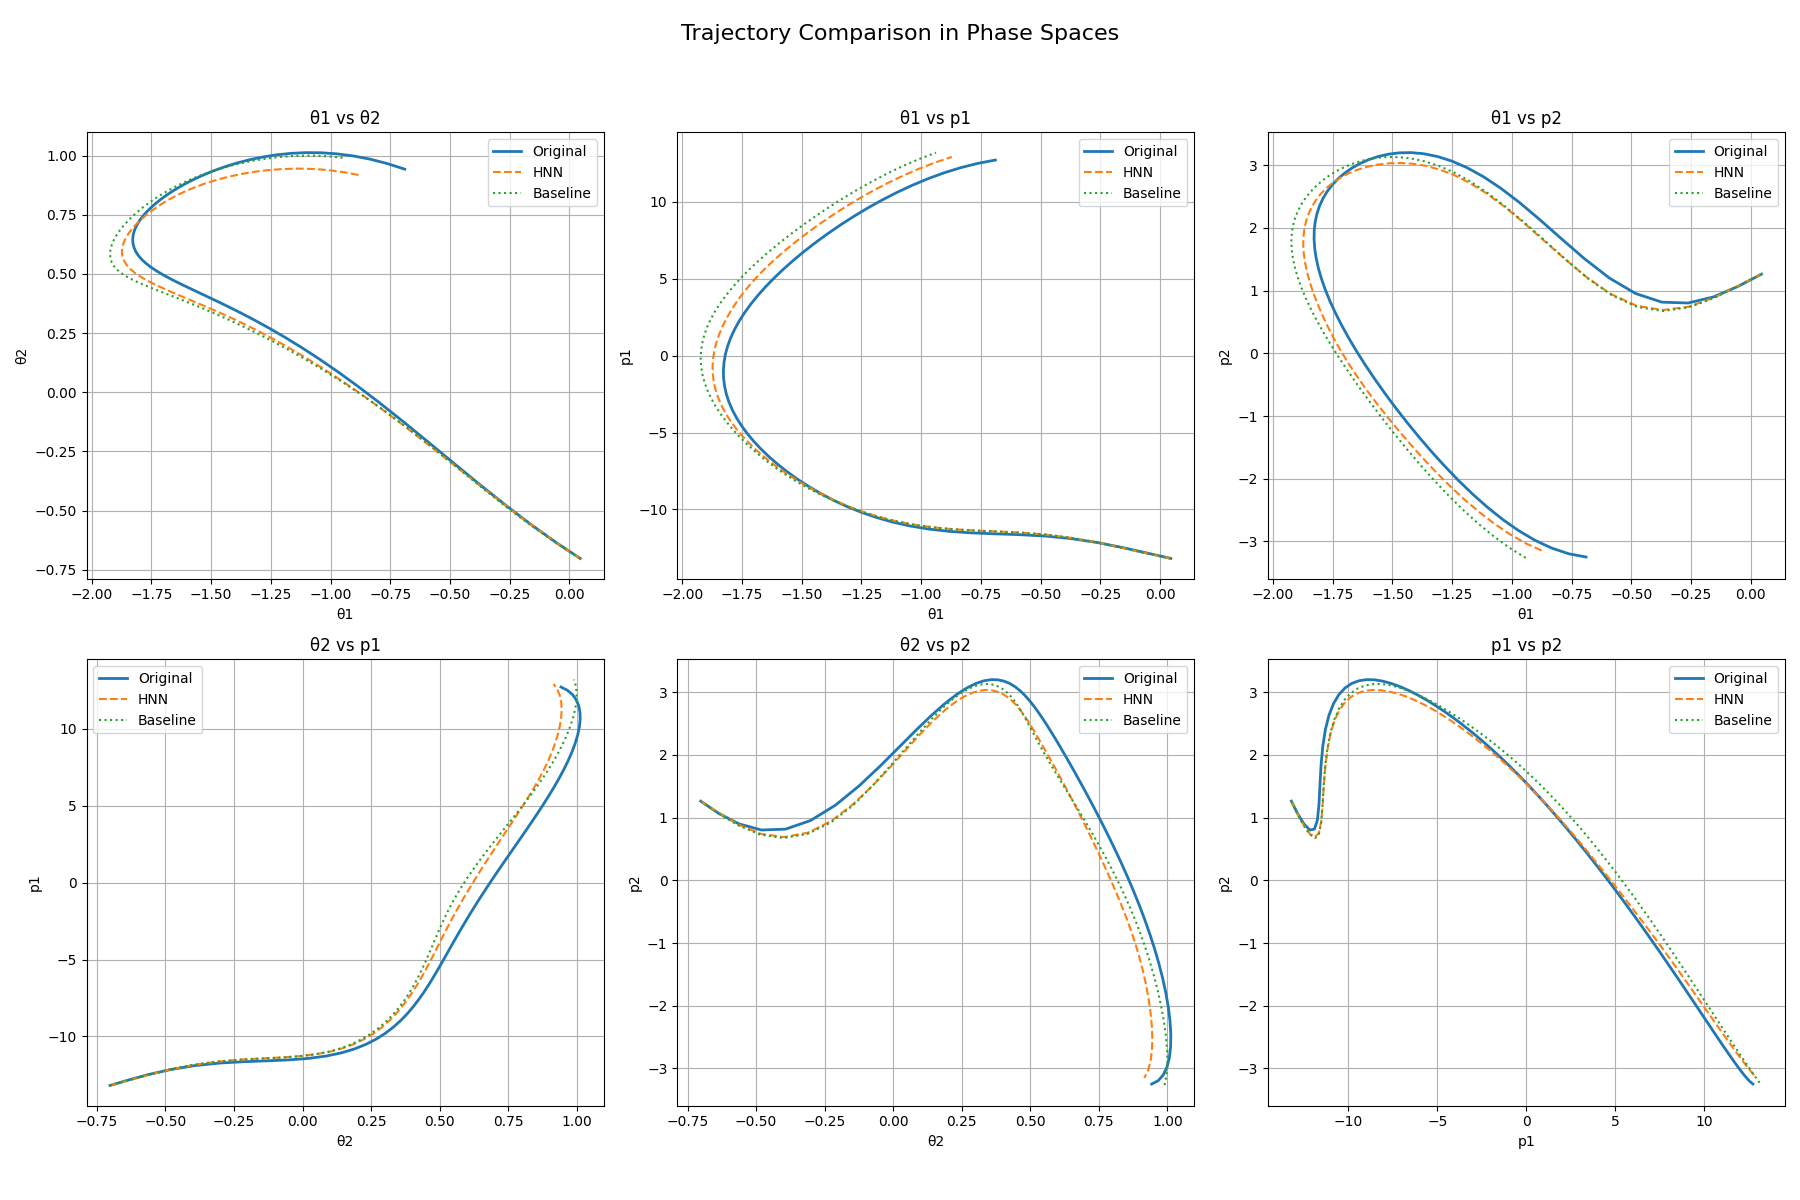 Trajectory Comparison in Phase Spaces
θ1 vs θ2
Original
HNN
Baseline
1.00
0.75
0.50
0.25
0.00
−0.25
−0.50
−0.75
θ2
−2.00 −1.75 −1.50 −1.25 −1.00 −0.75 −0.50 −0.25 0.00
θ1
θ1 vs p1
Original
HNN
Baseline
10
5
0
−5
−10
p1
−2.00 −1.75 −1.50 −1.25 −1.00 −0.75 −0.50 −0.25 0.00
θ1
θ1 vs p2
Original
HNN
Baseline
3
2
1
0
−1
−2
−3
p2
−2.00 −1.75 −1.50 −1.25 −1.00 −0.75 −0.50 −0.25 0.00
θ1
θ2 vs p1
Original
HNN
Baseline
10
5
0
−5
−10
p1
−0.75 −0.50 −0.25 0.00 0.25 0.50 0.75 1.00
θ2
θ2 vs p2
Original
HNN
Baseline
3
2
1
0
−1
−2
−3
p2
−0.75 −0.50 −0.25 0.00 0.25 0.50 0.75 1.00
θ2
p1 vs p2
Original
HNN
Baseline
3
2
1
0
−1
−2
−3
p2
−10 −5 0 5 10
p1